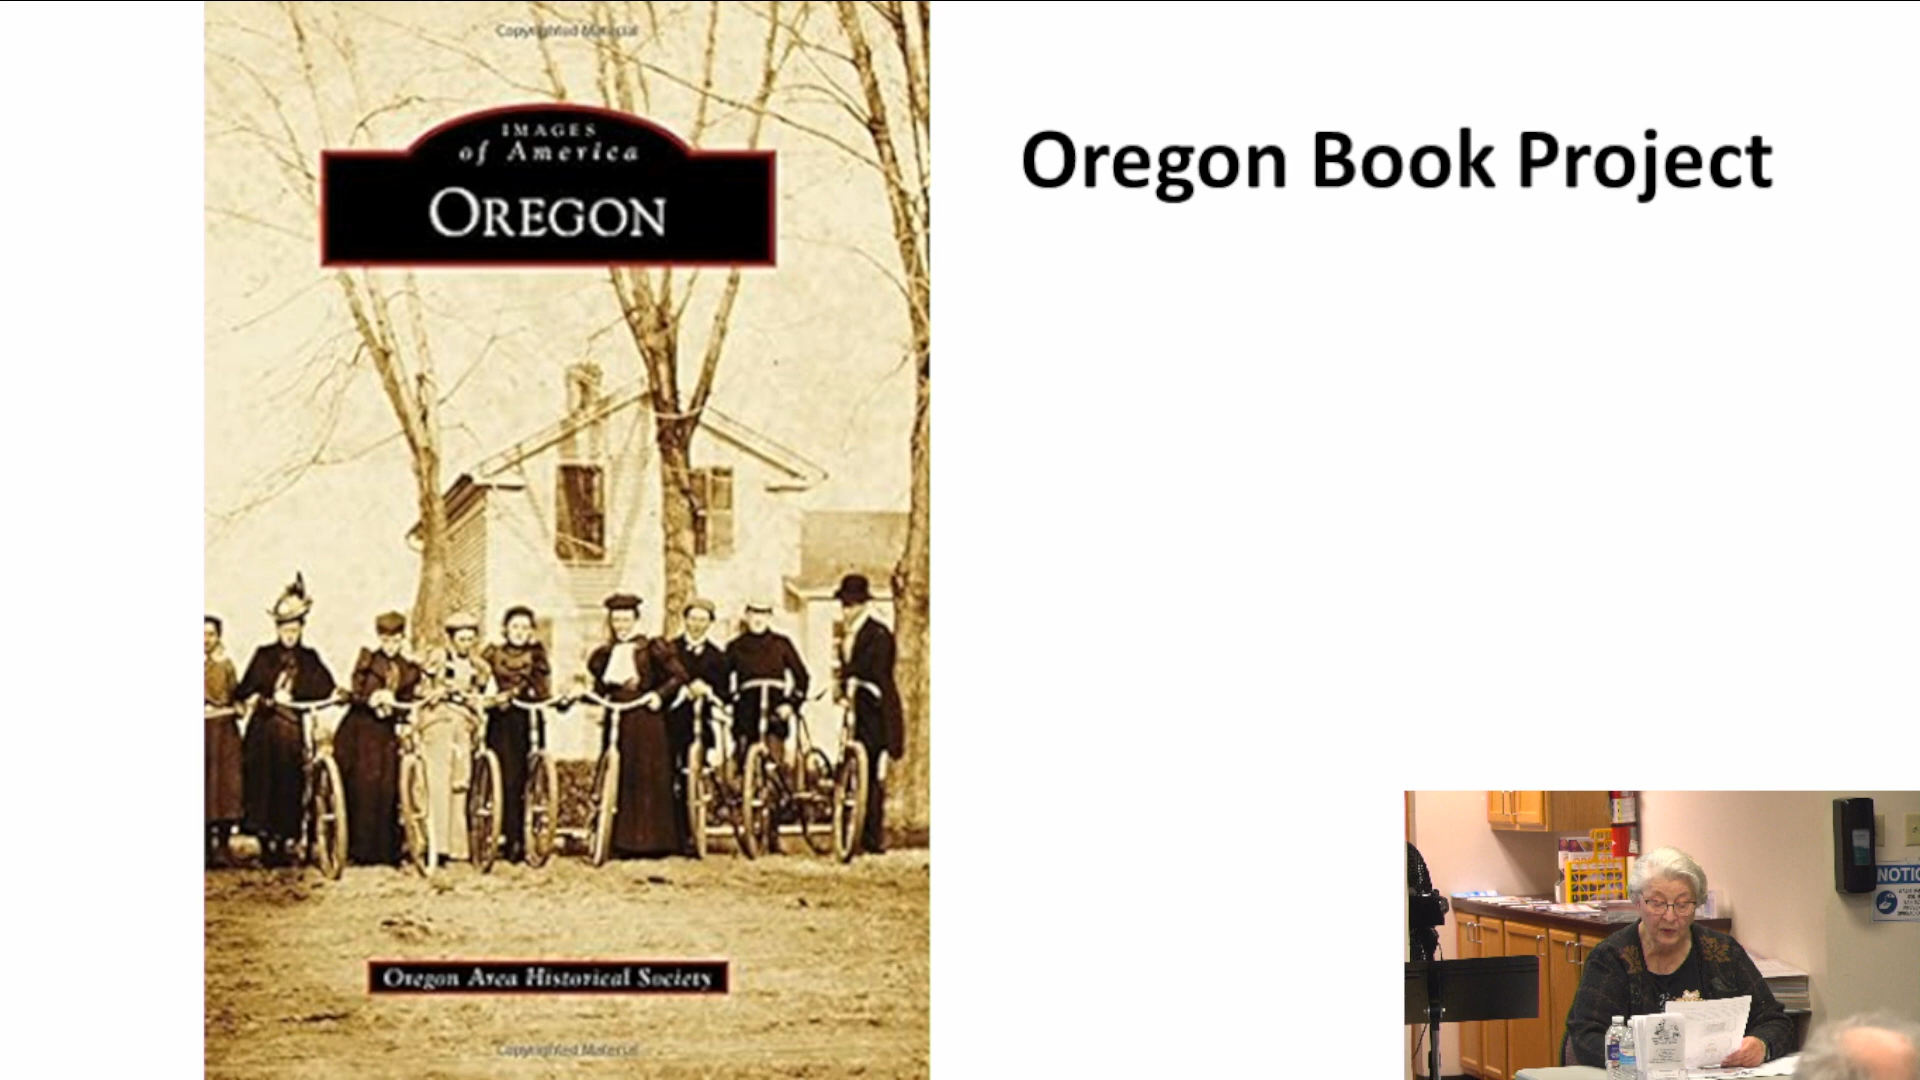 Copyrighted Material
IMAGES
of America
OREGON
Oregon Area Historical Society
Copyrighted Material
Oregon Book Project
NOTIC